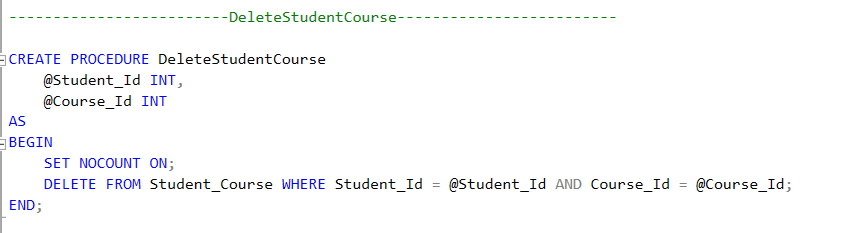 -------------------------DeleteStudentCourse-------------------------
CREATE PROCEDURE DeleteStudentCourse
@Student_Id INT,
@Course_Id INT
AS
BEGIN
SET NOCOUNT ON;
DELETE FROM Student_Course WHERE Student_Id = @Student_Id AND Course_Id = @Course_Id;
END;